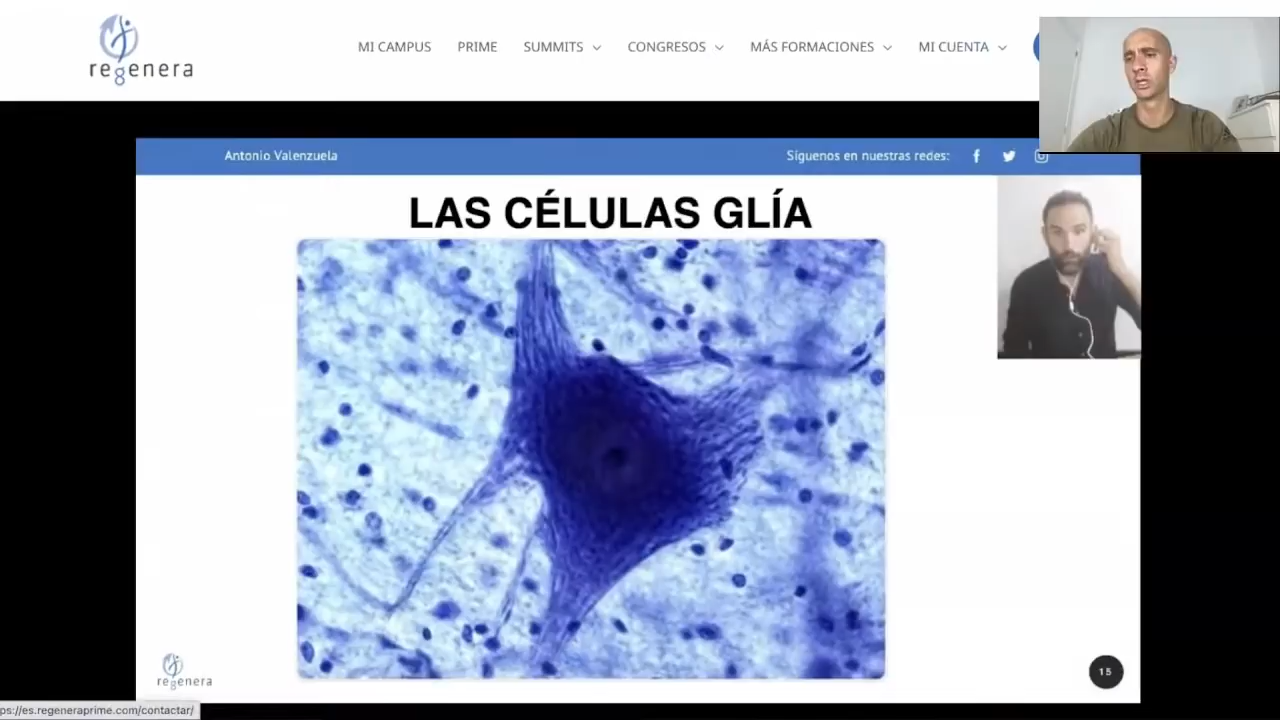 regenera
MI CAMPUS
PRIME
SUMMITS
CONGRESOS
MÁS FORMACIONES
MI CUENTA
Antonio Valenzuela
Síguenos en nuestras redes:
LAS CÉLULAS GLÍA
regenera
15
ps://es.regeneraprime.com/contactar/